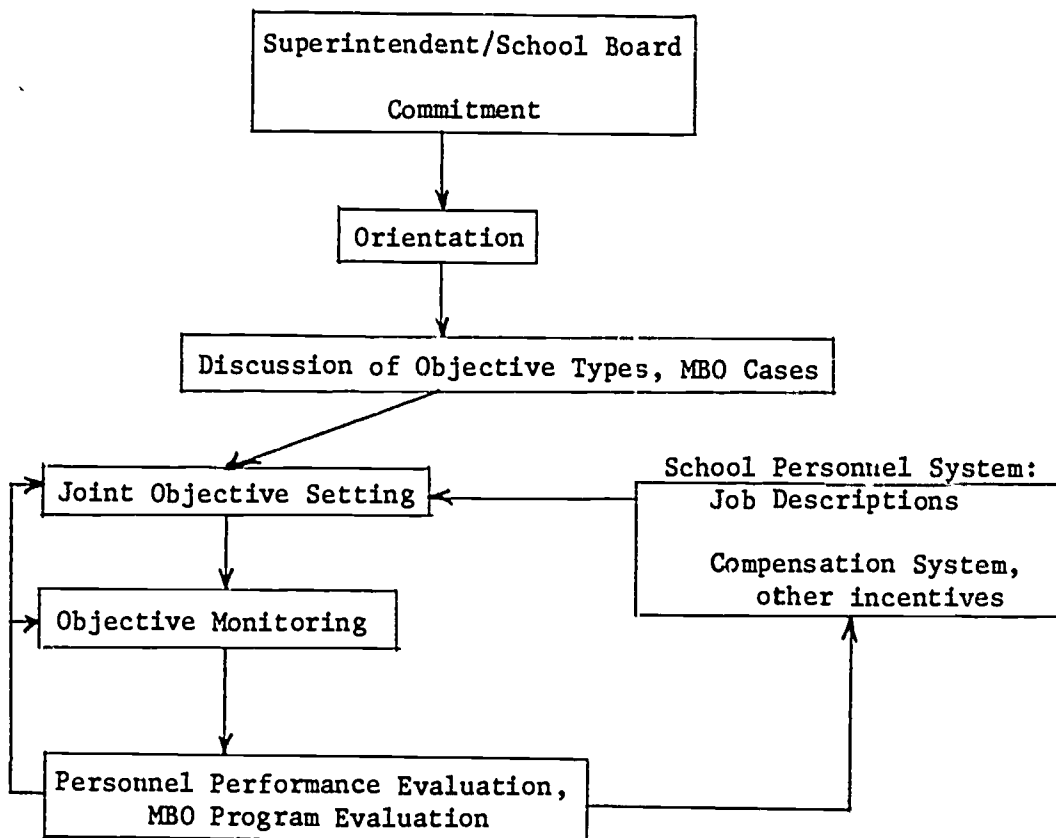 Superintendent/School Board
Commitment
Orientation
Discussion of Objective Types, MBO Cases
Joint Objective Setting
School Personnel System:
Job Descriptions
Compensation System,
other incentives
Objective Monitoring
Personnel Performance Evaluation,
MBO Program Evaluation